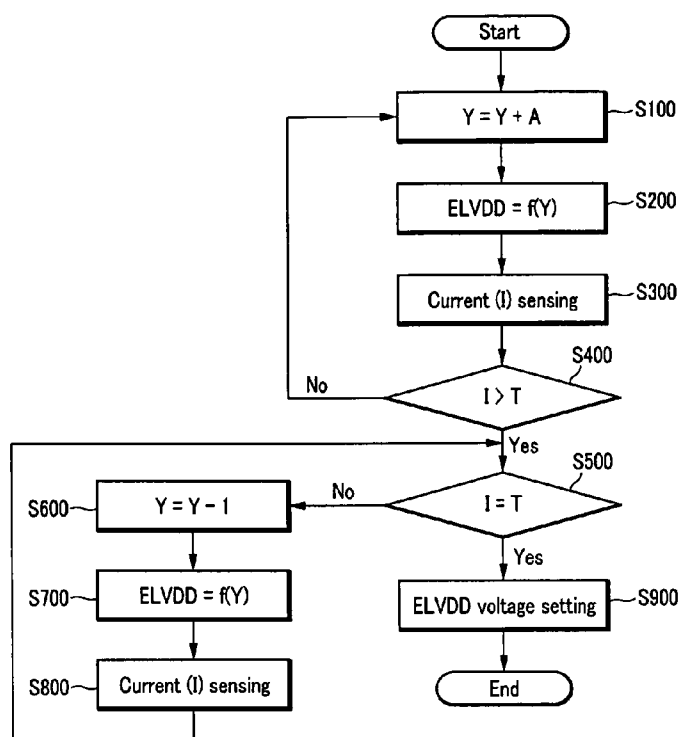 Start
Y = Y + A
S100
ELVDD = f(Y)
S200
Current (I) sensing
S300
S400
I > T
No
Yes
S500
I = T
No
Yes
S600
Y = Y - 1
S700
ELVDD = f(Y)
S800
Current (I) sensing
ELVDD voltage setting
S900
End